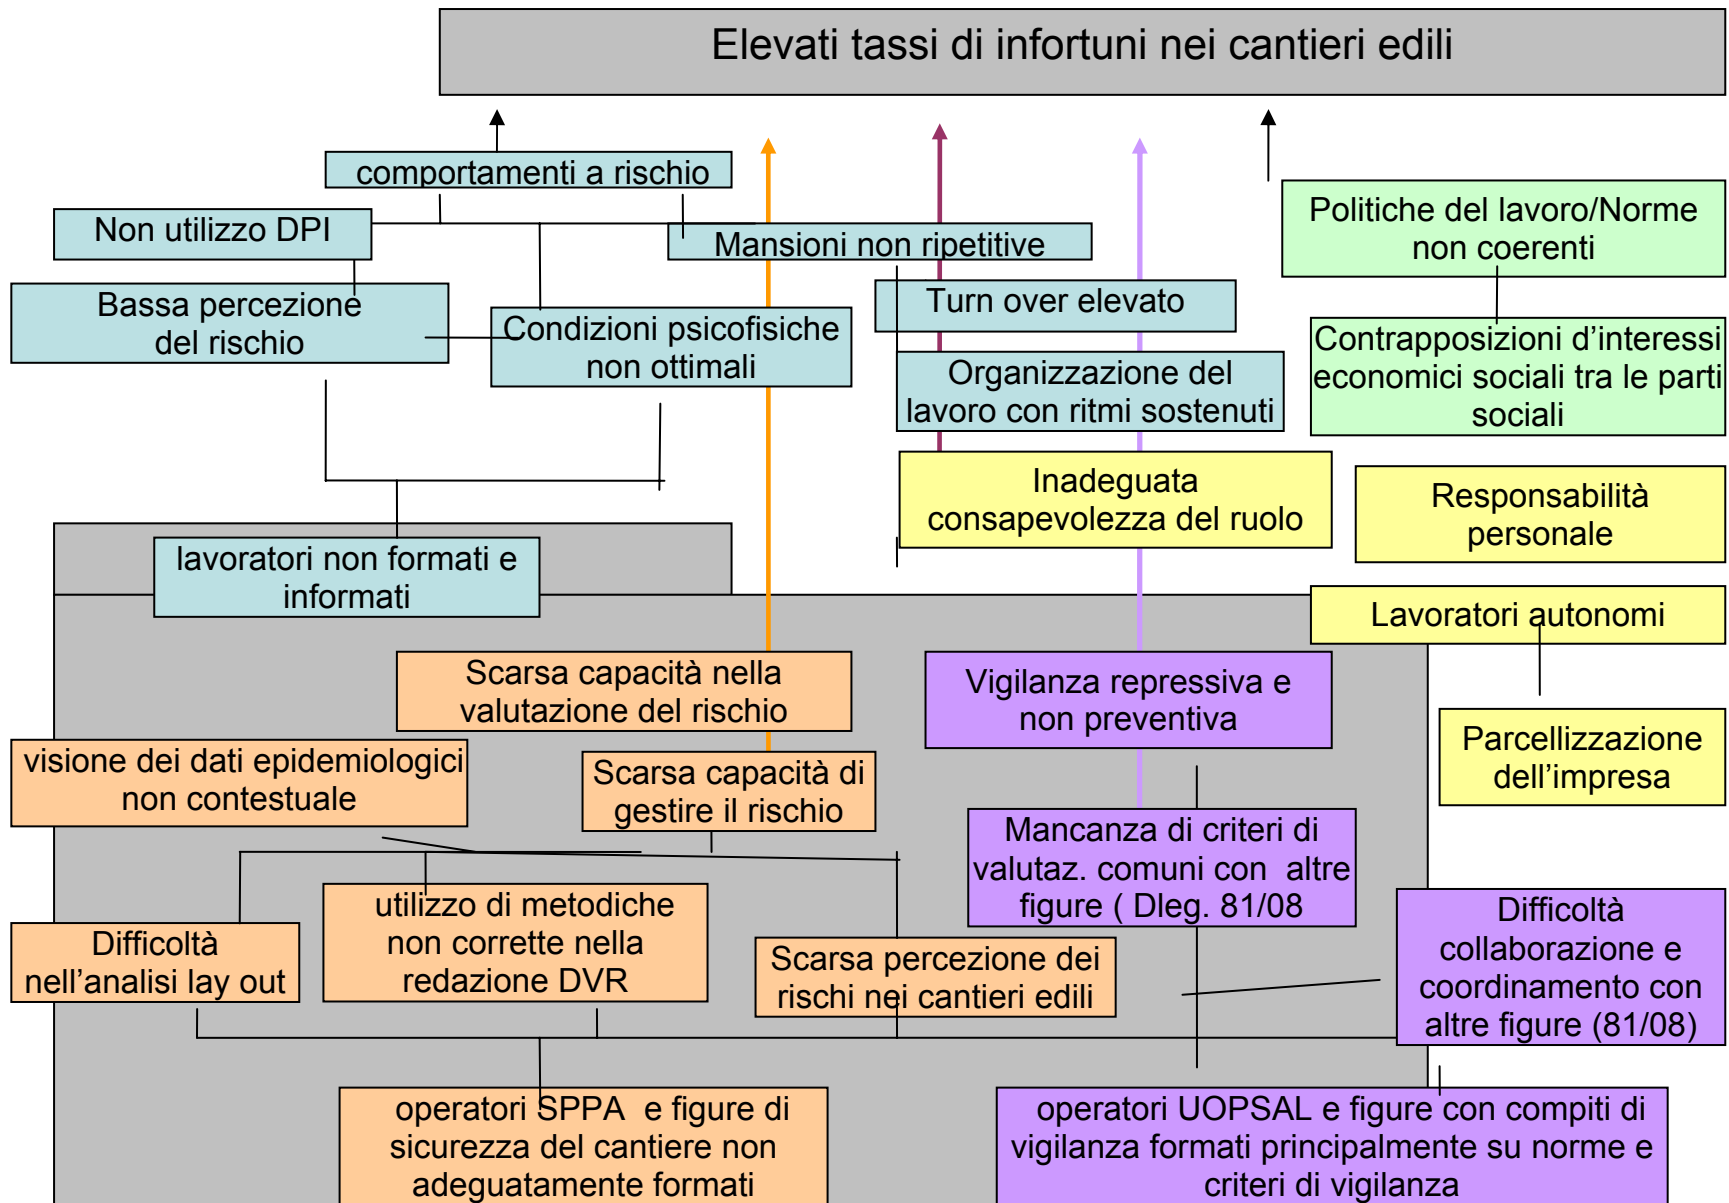 Elevati tassi di infortuni nei cantieri edili
comportamenti a rischio
Non utilizzo DPI
Mansioni non ripetitive
Politiche del lavoro/Norme
non coerenti
Bassa percezione
del rischio
Condizioni psicofisiche
non ottimali
Turn over elevato
Contrapposizioni d'interessi
economici sociali tra le parti
sociali
Organizzazione del
lavoro con ritmi sostenuti
Inadeguata
consapevolezza del ruolo
Responsabilità
personale
lavoratori non formati e
informati
Lavoratori autonomi
Scarsa capacità nella
valutazione del rischio
Vigilanza repressiva e
non preventiva
Parcellizzazione
dell'impresa
visione dei dati epidemiologici
non contestuale
Scarsa capacità di
gestire il rischio
Mancanza di criteri di
valutaz. comuni con altre
figure ( Dleg. 81/08
Difficoltà
nell'analisi lay out
utilizzo di metodiche
non corrette nella
redazione DVR
Scarsa percezione dei
rischi nei cantieri edili
Difficoltà
collaborazione e
coordinamento con
altre figure (81/08)
operatori SPPA e figure di
sicurezza del cantiere non
adeguatamente formati
operatori UOPSAL e figure con compiti di
vigilanza formati principalmente su norme e
criteri di vigilanza